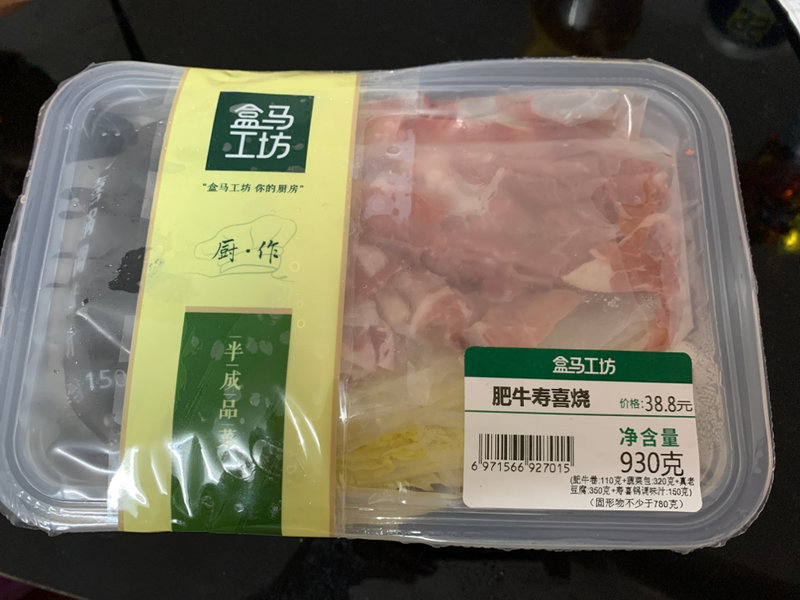 盒马
工坊
"盒马工坊 你的厨房"
厨·作
半成品
150
盒马工坊
肥牛寿喜烧
价格:38.8元
净含量
930克
6 971566 927015
(肥牛卷:110克+蔬菜包:320克+真老
豆腐:350克+寿喜锅调味汁:150克)
(固形物不少于780克)